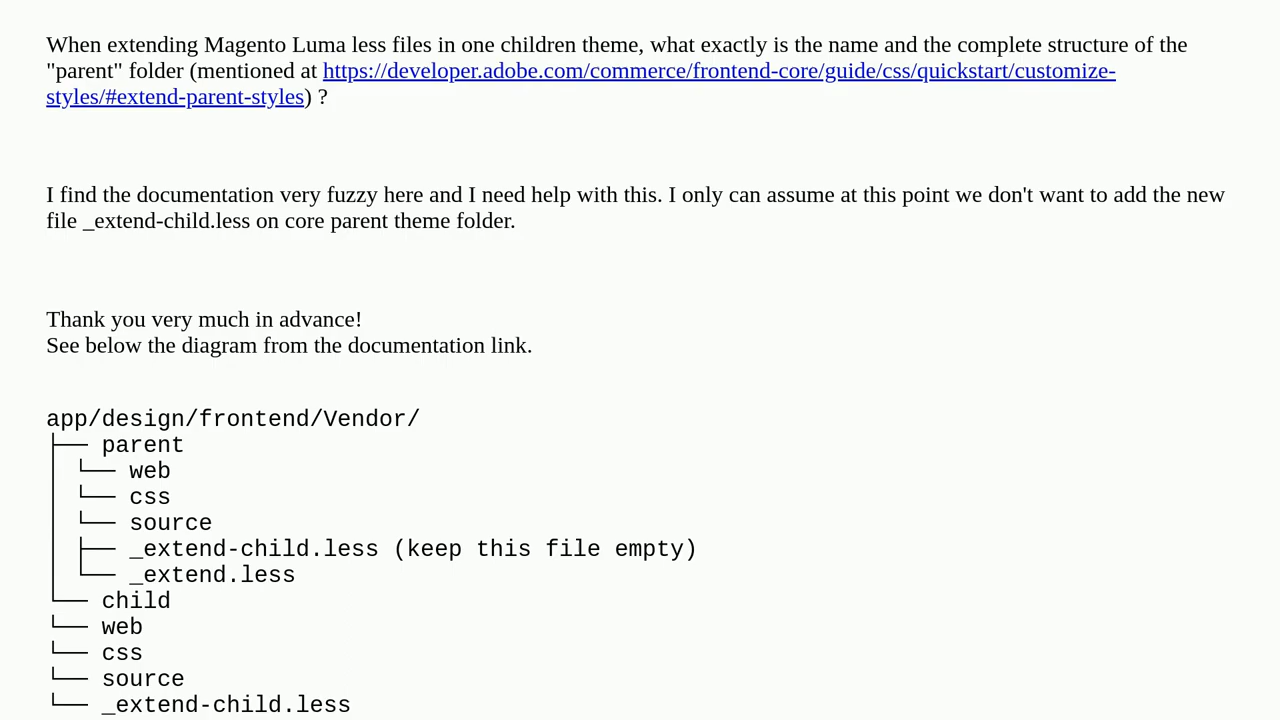 When extending Magento Luma less files in one children theme, what exactly is the name and the complete structure of the
"parent" folder (mentioned at https://developer.adobe.com/commerce/frontend-core/guide/css/quickstart/customize-
styles/#extend-parent-styles) ?
I find the documentation very fuzzy here and I need help with this. I only can assume at this point we don't want to add the new
file _extend-child.less on core parent theme folder.
Thank you very much in advance!
See below the diagram from the documentation link.
app/design/frontend/Vendor/
├── parent
│ └── web
│ └── css
│ └── source
│ ├── _extend-child.less (keep this file empty)
│ └── _extend.less
└── child
└── web
└── css
└── source
└── _extend-child.less